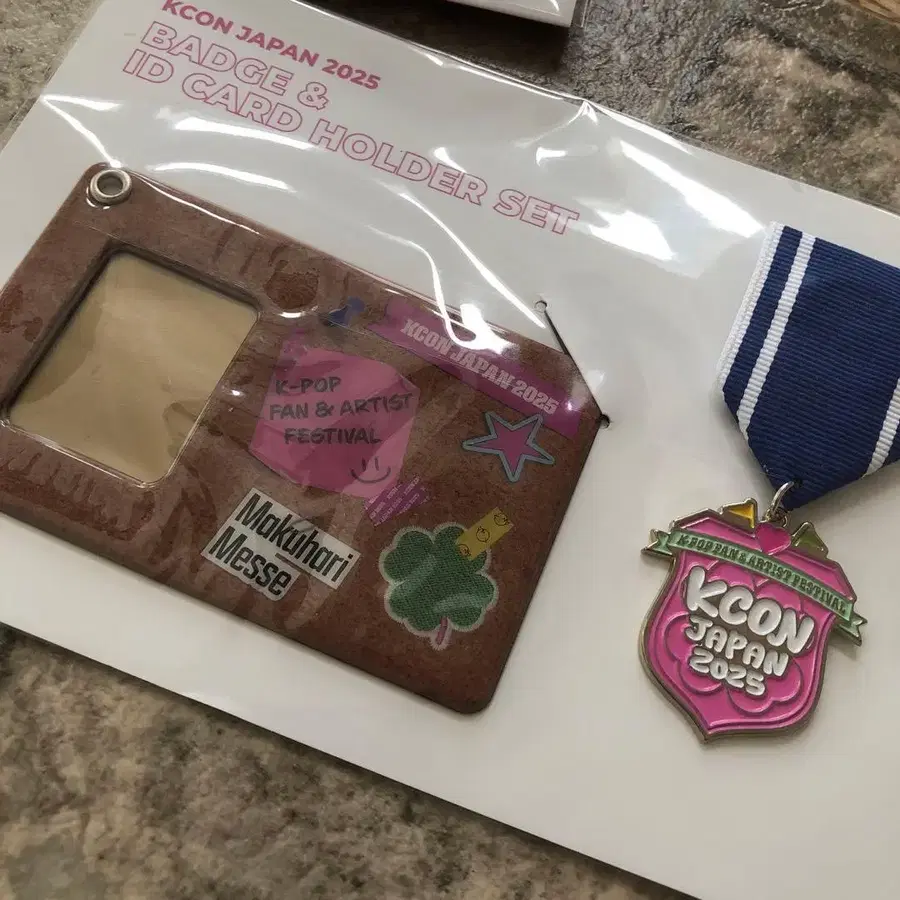 KCON JAPAN 2025
BADGE &
ID CARD HOLDER SET
KCON JAPAN 2025
K-POP
FAN & ARTIST
FESTIVAL
Makuhari
Messe
K-POP FAN & ARTIST FESTIVAL
KCON
JAPAN
2025